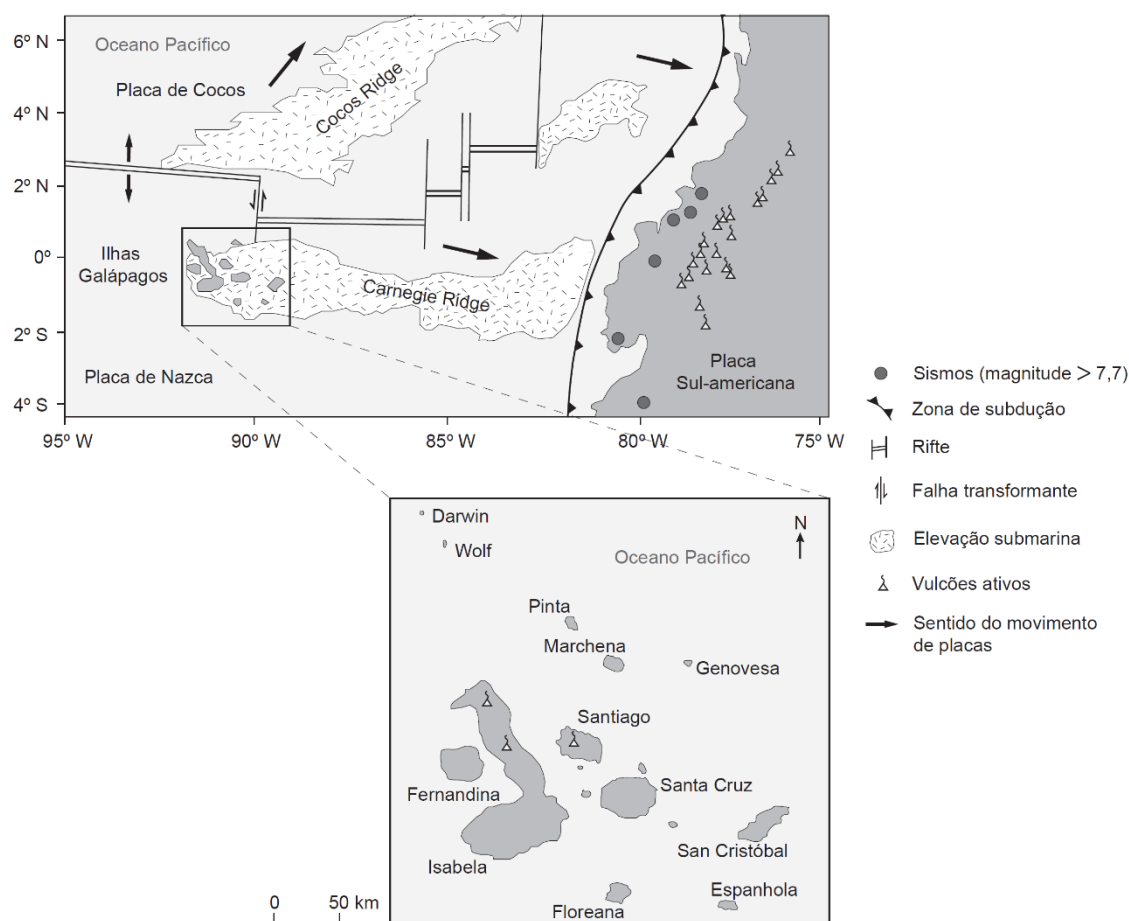 6º N
4º N
2º N
0º
2º S
4º S
95º W
90º W
85º W
80º W
75º W
Oceano Pacífico
Placa de Cocos
Cocos Ridge
Ilhas
Galápagos
Carnegie Ridge
Placa de Nazca
Placa
Sul-americana
Sismos (magnitude > 7,7)
Zona de subdução
Rifte
Falha transformante
Elevação submarina
Vulcões ativos
Sentido do movimento
de placas
Darwin
Wolf
N
Oceano Pacífico
Pinta
Marchena
Genovesa
Santiago
Fernandina
Santa Cruz
Isabela
San Cristóbal
Floreana
Espanhola
0 50 km